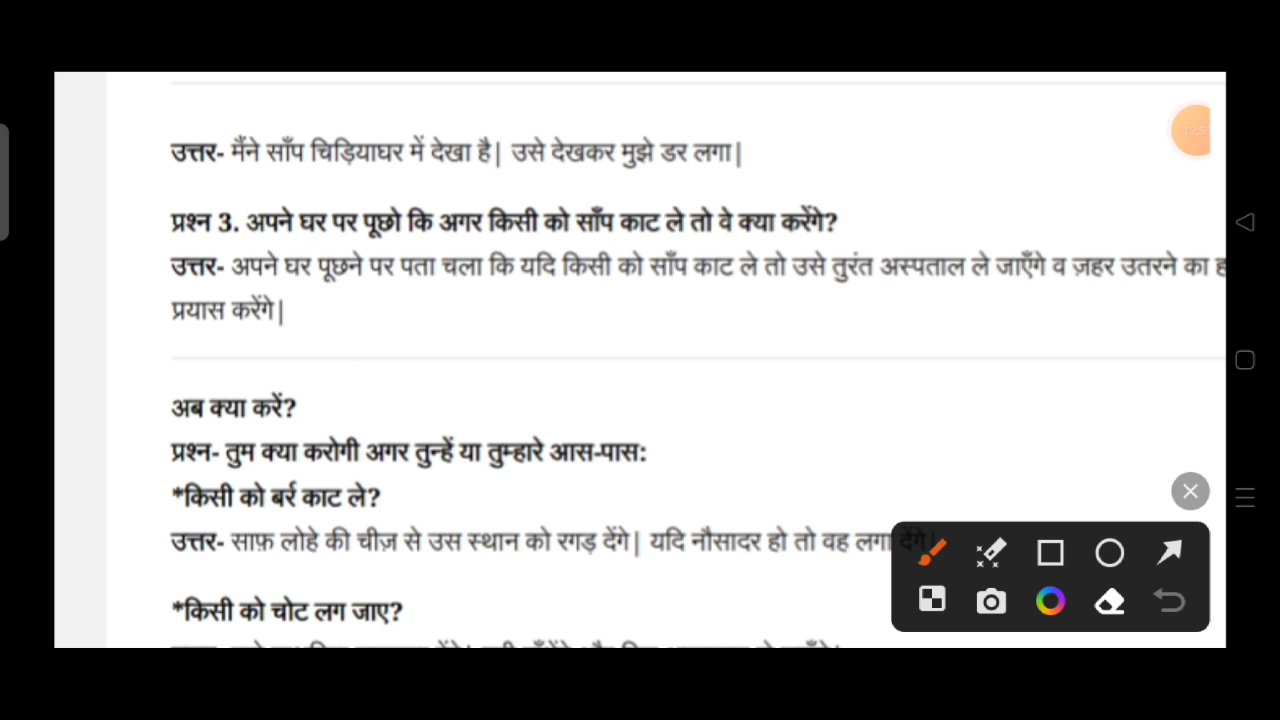 उत्तर- मैंने साँप चिड़ियाघर में देखा है| उसे देखकर मुझे डर लगा|
प्रश्न 3. अपने घर पर पूछो कि अगर किसी को साँप काट ले तो वे क्या करेंगे?
उत्तर- अपने घर पूछने पर पता चला कि यदि किसी को साँप काट ले तो उसे तुरंत अस्पताल ले जाएँगे व ज़हर उतरने का
प्रयास करेंगे|
अब क्या करें?
प्रश्न- तुम क्या करोगी अगर तुन्हें या तुम्हारे आस-पास:
*किसी को बर्र काट ले?
उत्तर- साफ़ लोहे की चीज़ से उस स्थान को रगड़ देंगे| यदि नौसादर हो तो वह लगा देंगे|
*किसी को चोट लग जाए?